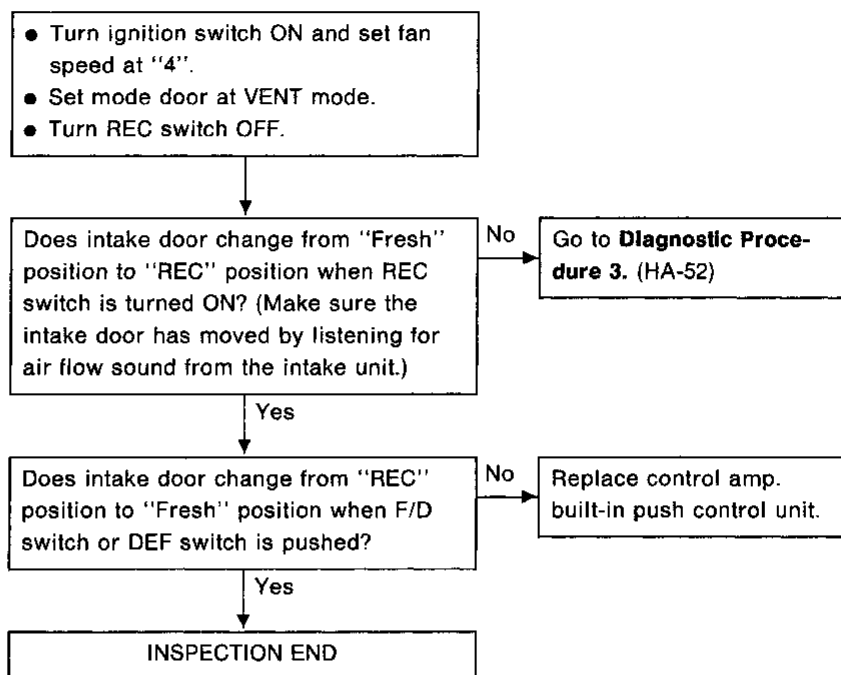 ● Turn ignition switch ON and set fan
speed at "4".
● Set mode door at VENT mode.
● Turn REC switch OFF.
Does intake door change from "Fresh"
position to "REC" position when REC
switch is turned ON? (Make sure the
intake door has moved by listening for
air flow sound from the intake unit.)
No
Go to Diagnostic Proce-
dure 3. (HA-52)
Yes
Does intake door change from "REC"
position to "Fresh" position when F/D
switch or DEF switch is pushed?
No
Replace control amp.
built-in push control unit.
Yes
INSPECTION END